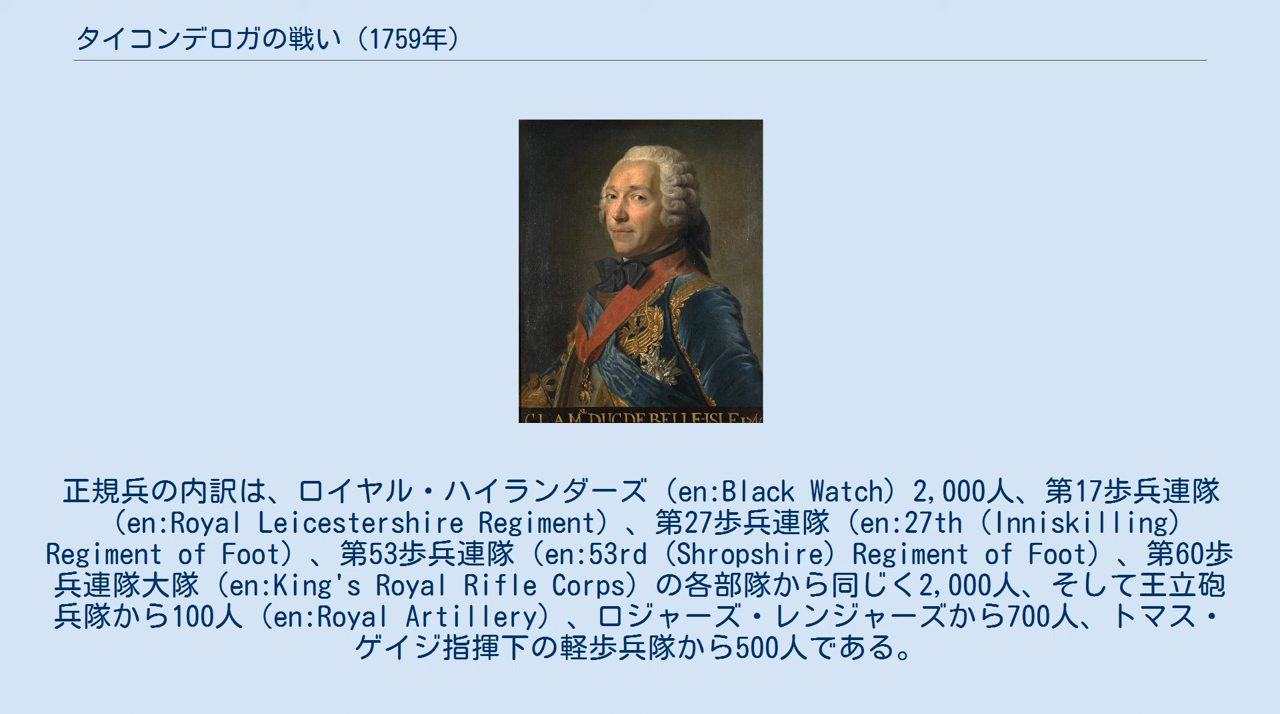 タイコンデロガの戦い（1759年）
C.L.A.Mal DUC DE BELLE-ISLE
正規兵の内訳は、ロイヤル・ハイランダーズ（en:Black Watch）2,000人、第17歩兵連隊
（en:Royal Leicestershire Regiment）、第27歩兵連隊（en:27th（Inniskilling）
Regiment of Foot）、第53歩兵連隊（en:53rd（Shropshire）Regiment of Foot）、第60歩
兵連隊大隊（en:King's Royal Rifle Corps）の各部隊から同じく2,000人、そして王立砲
兵隊から100人（en:Royal Artillery）、ロジャーズ・レンジャーズから700人、トマス・
ゲイジ指揮下の軽歩兵隊から500人である。